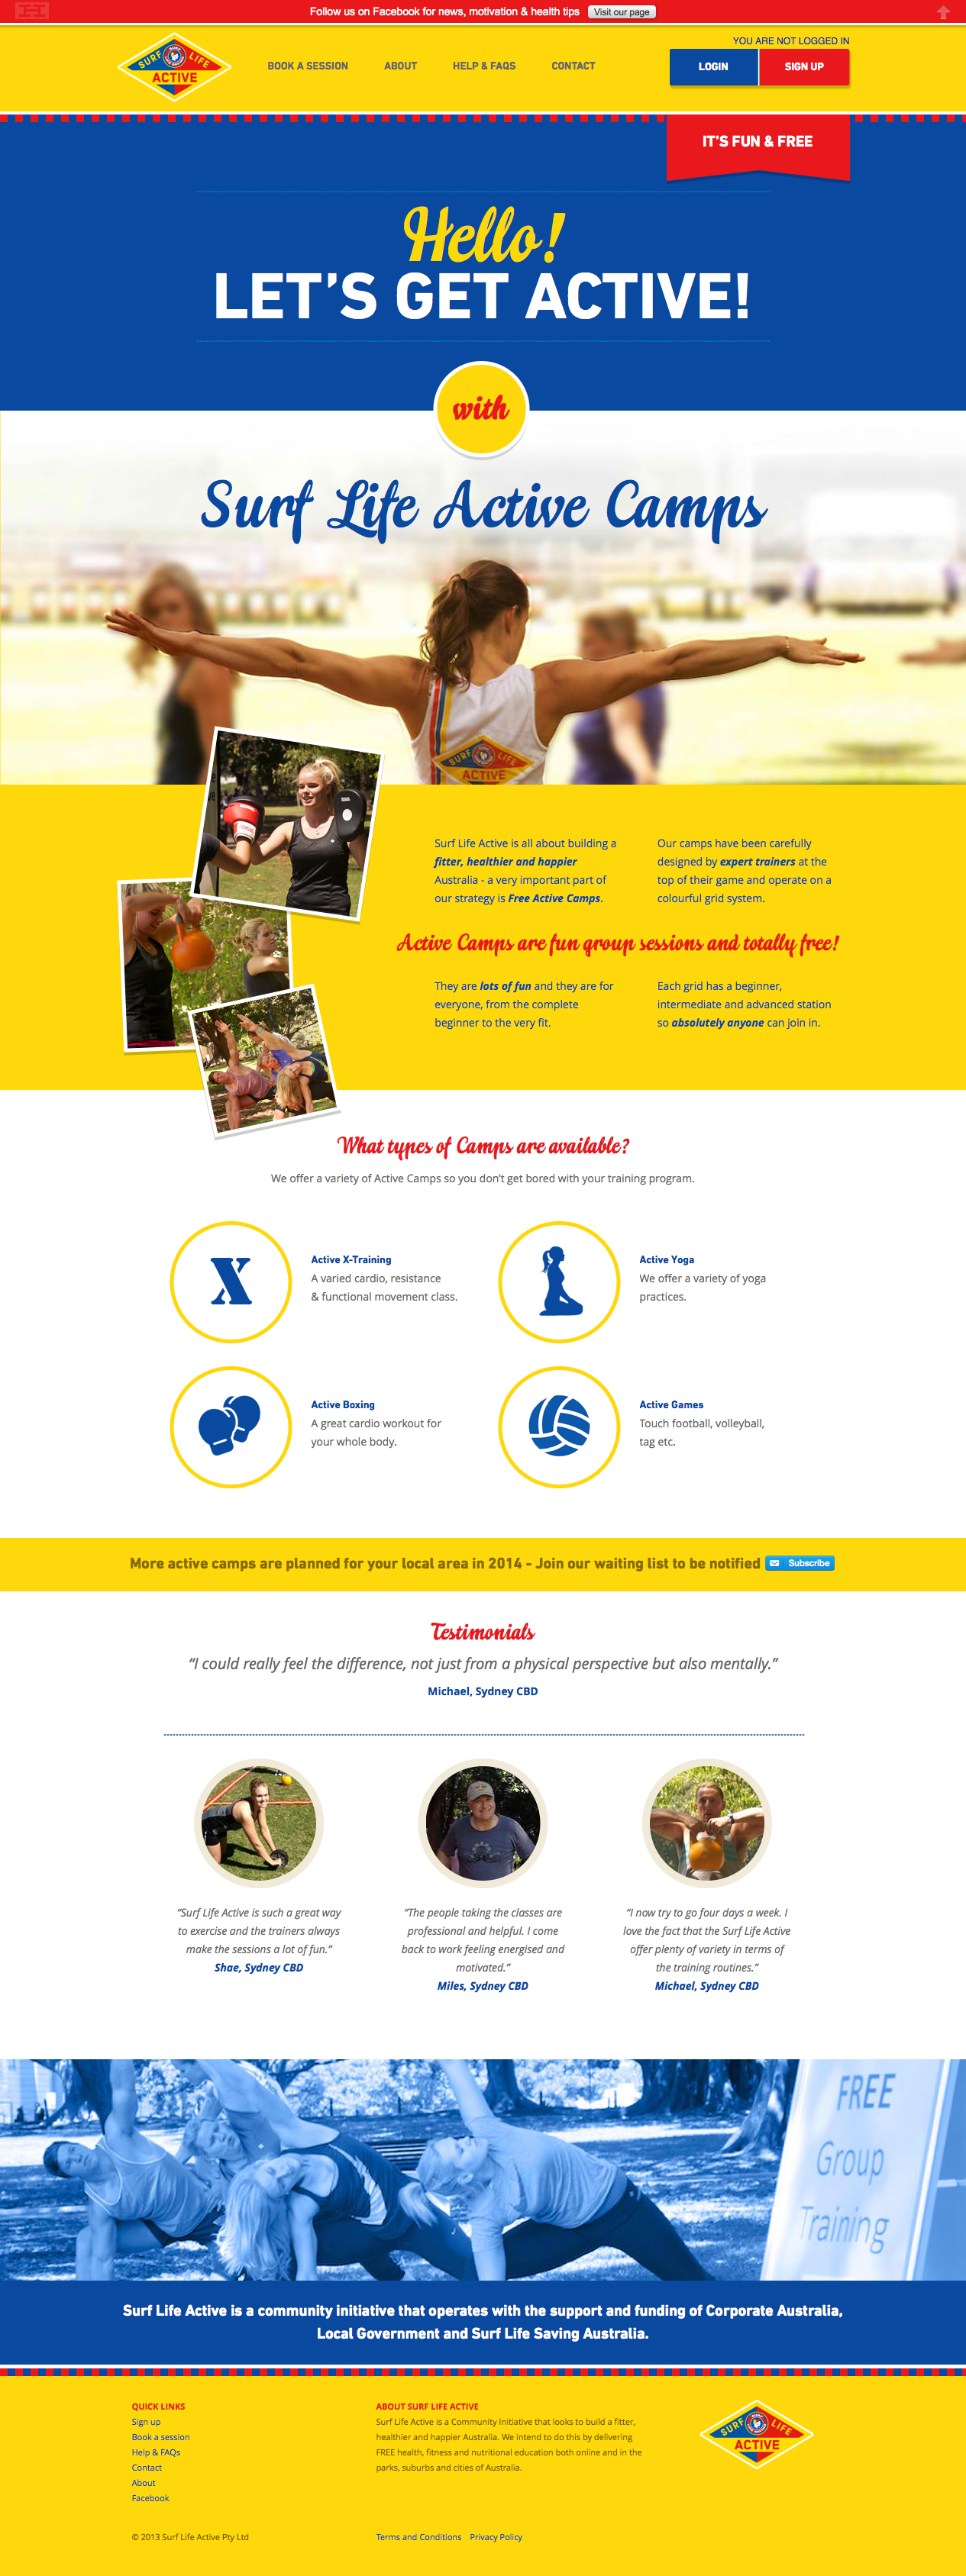 Follow us on Facebook for news, motivation & health tips Visit our page
YOU ARE NOT LOGGED IN
SURF LIFE
ACTIVE
BOOK A SESSION ABOUT HELP & FAQS CONTACT
LOGIN SIGN UP
IT'S FUN & FREE
Hello!
LET'S GET ACTIVE!
with
Surf Life Active Camps
SURF LIFE
ACTIVE
Surf Life Active is all about building a
fitter, healthier and happier
Australia - a very important part of
our strategy is Free Active Camps.
Our camps have been carefully
designed by expert trainers at the
top of their game and operate on a
colourful grid system.
Active Camps are fun group sessions and totally free!
They are lots of fun and they are for
everyone, from the complete
beginner to the very fit.
Each grid has a beginner,
intermediate and advanced station
so absolutely anyone can join in.
What types of Camps are available?
We offer a variety of Active Camps so you don't get bored with your training program.
X
Active X-Training
A varied cardio, resistance
& functional movement class.
Active Yoga
We offer a variety of yoga
practices.
Active Boxing
A great cardio workout for
your whole body.
Active Games
Touch football, volleyball,
tag etc.
More active camps are planned for your local area in 2014 - Join our waiting list to be notified Subscribe
Testimonials
“I could really feel the difference, not just from a physical perspective but also mentally.”
Michael, Sydney CBD
“Surf Life Active is such a great way
to exercise and the trainers always
make the sessions a lot of fun.”
Shae, Sydney CBD
“The people taking the classes are
professional and helpful. I come
back to work feeling energised and
motivated.”
Miles, Sydney CBD
“I now try to go four days a week. I
love the fact that the Surf Life Active
offer plenty of variety in terms of
the training routines.”
Michael, Sydney CBD
FREE
Group
Training
Surf Life Active is a community initiative that operates with the support and funding of Corporate Australia,
Local Government and Surf Life Saving Australia.
QUICK LINKS
Sign up
Book a session
Help & FAQs
Contact
About
Facebook
ABOUT SURF LIFE ACTIVE
Surf Life Active is a Community Initiative that looks to build a fitter,
healthier and happier Australia. We intend to do this by delivering
FREE health, fitness and nutritional education both online and in the
parks, suburbs and cities of Australia.
SURF LIFE
ACTIVE
© 2013 Surf Life Active Pty Ltd
Terms and Conditions Privacy Policy